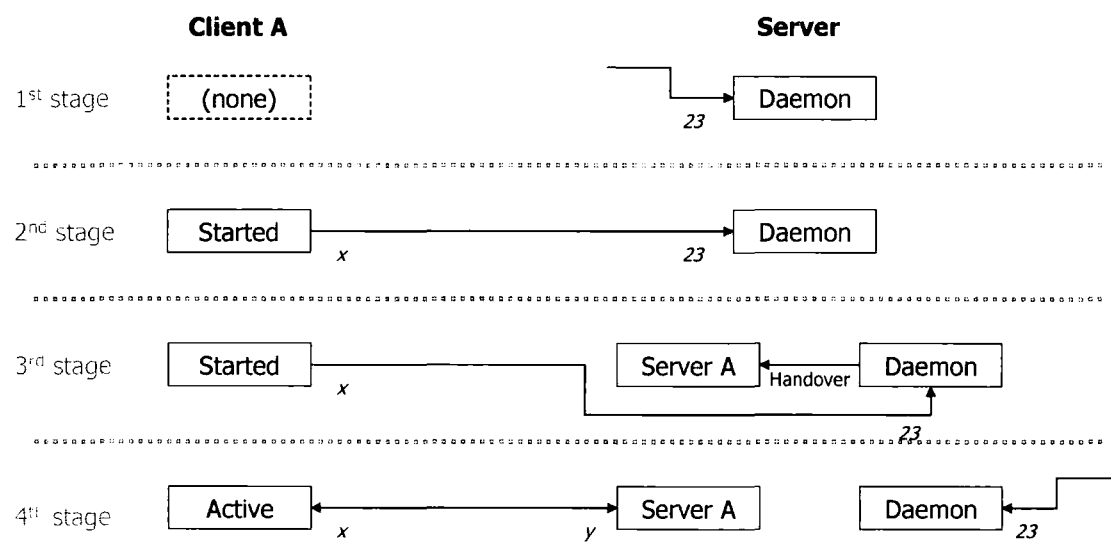 Client A Server
1st stage (none) 23 Daemon
2nd stage Started x 23 Daemon
3rd stage Started x Server A Handover Daemon
23
4th stage Active x y Server A Daemon 23